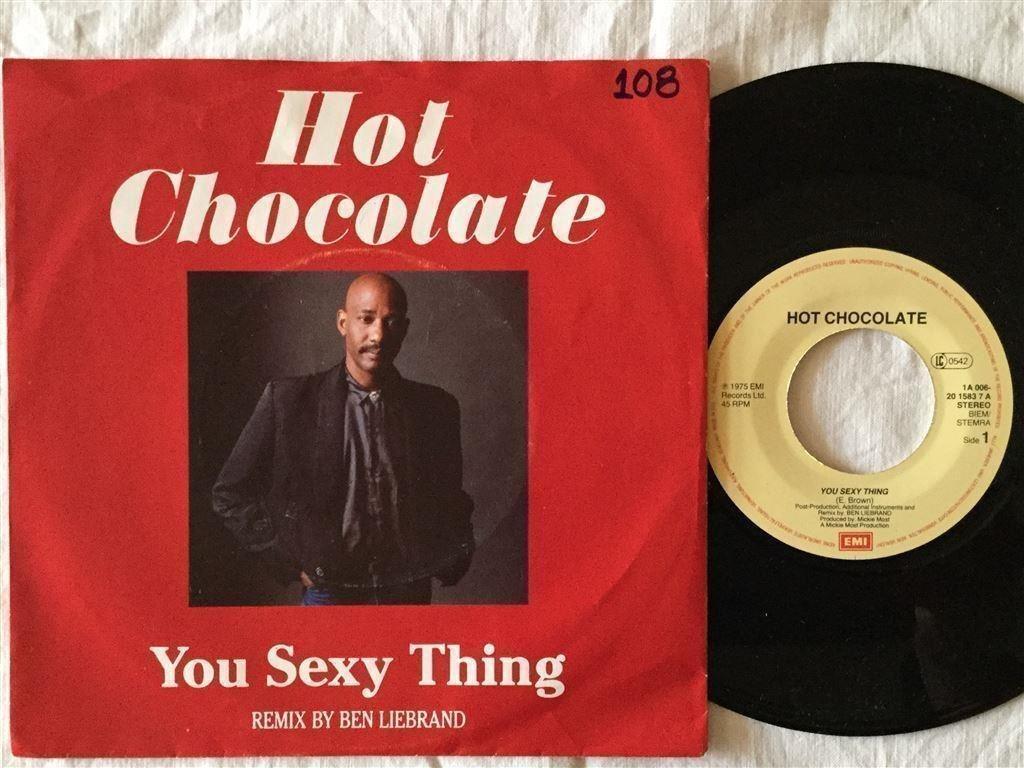 108
Hot
Chocolate
You Sexy Thing
REMIX BY BEN LIEBRAND
HOT CHOCOLATE
LC 0542
℗ 1975 EMI
Records Ltd.
45 RPM
1A 006-
20 1583 7 A
STEREO
BIEM/
STEMRA
Side 1
YOU SEXY THING
(E. Brown)
Post-Production, Additional Instruments and
Remix by: BEN LIEBRAND
Produced by: Mickie Most
A Mickie Most Production
EMI